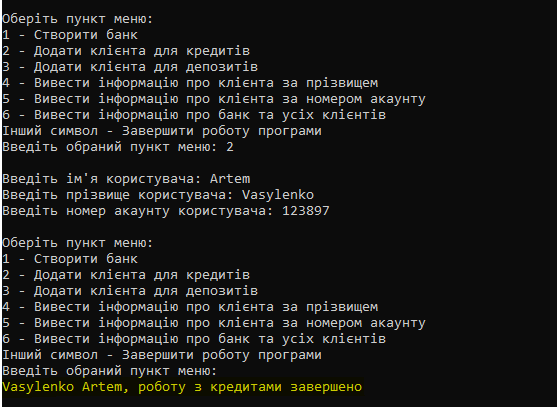 Оберіть пункт меню:
1 - Створити банк
2 - Додати клієнта для кредитів
3 - Додати клієнта для депозитів
4 - Вивести інформацію про клієнта за прізвищем
5 - Вивести інформацію про клієнта за номером акаунту
6 - Вивести інформацію про банк та усіх клієнтів
Інший символ - Завершити роботу програми
Введіть обраний пункт меню: 2
Введіть ім'я користувача: Artem
Введіть прізвище користувача: Vasylenko
Введіть номер акаунту користувача: 123897
Оберіть пункт меню:
1 - Створити банк
2 - Додати клієнта для кредитів
3 - Додати клієнта для депозитів
4 - Вивести інформацію про клієнта за прізвищем
5 - Вивести інформацію про клієнта за номером акаунту
6 - Вивести інформацію про банк та усіх клієнтів
Інший символ - Завершити роботу програми
Введіть обраний пункт меню:
Vasylenko Artem, роботу з кредитами завершено